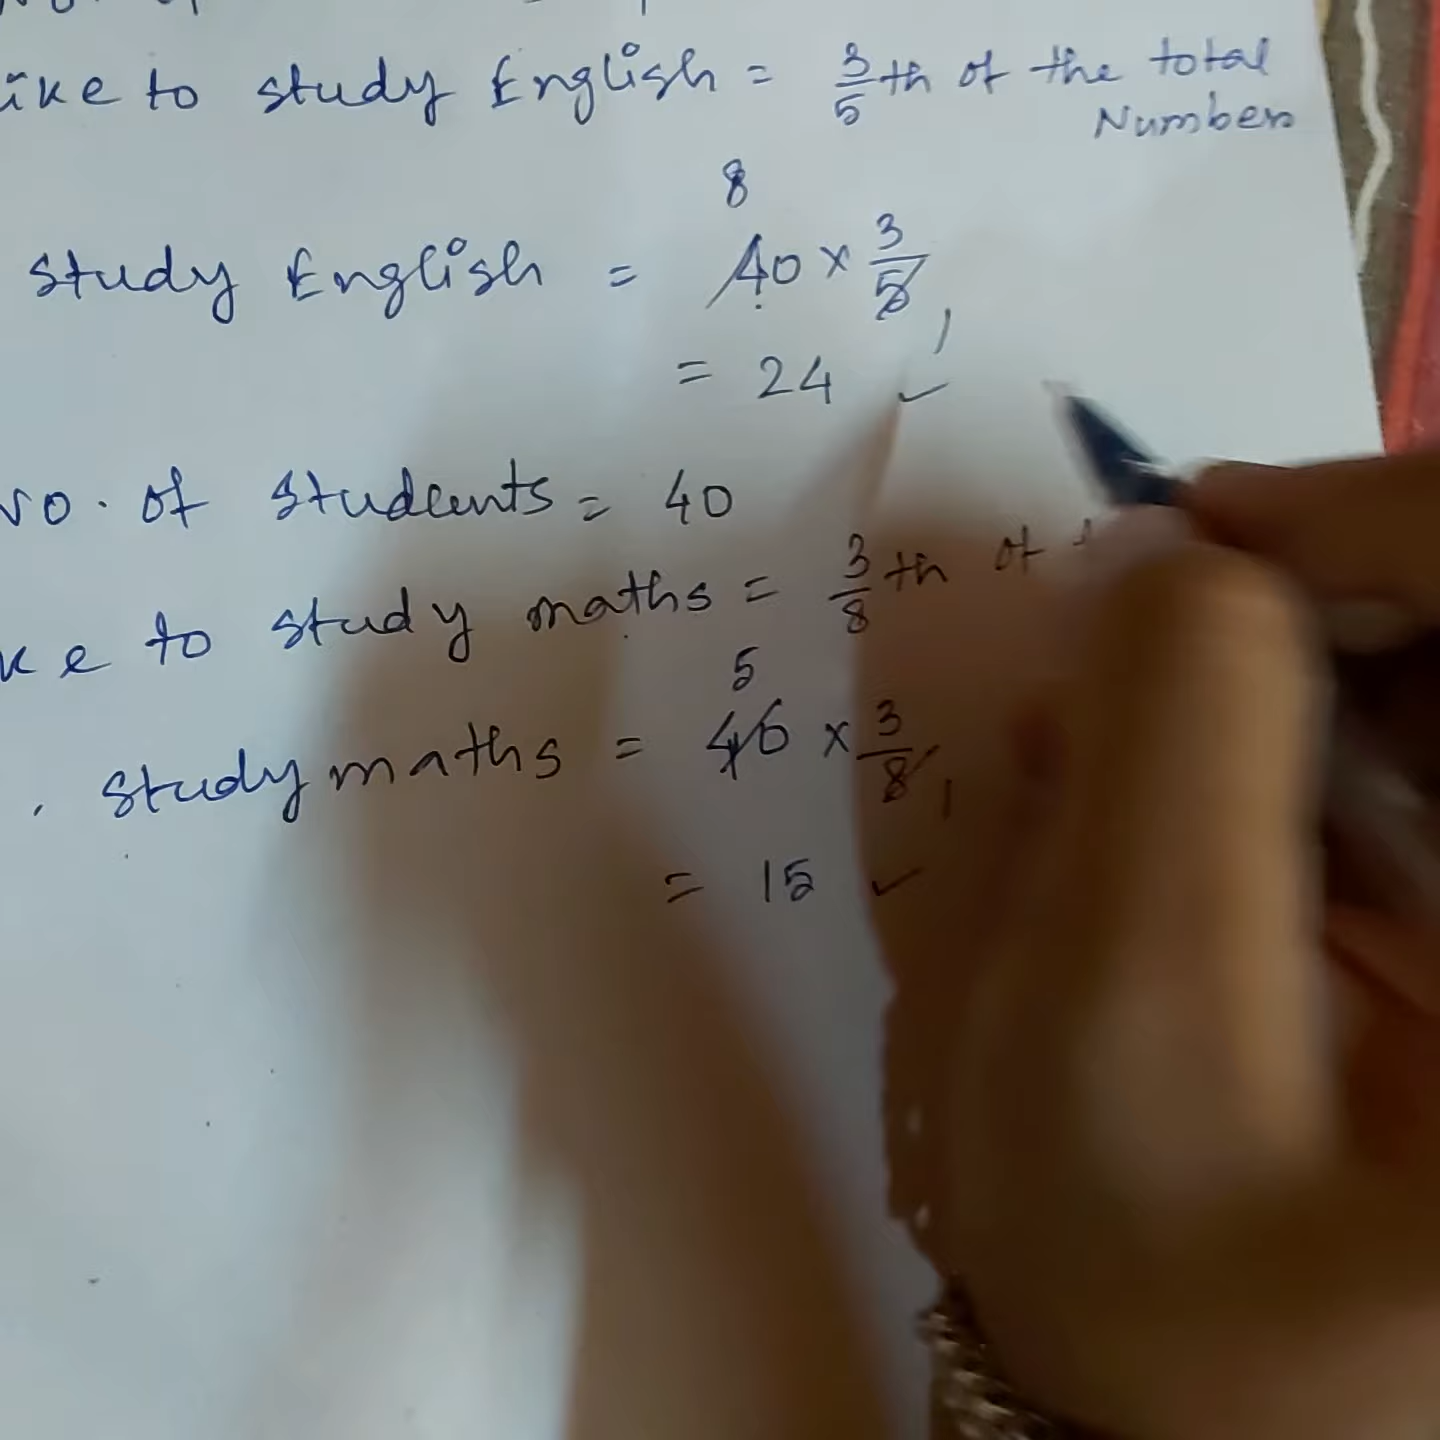 like to study English = 3/5 th of the total
Number
8
study English = 40 × 3/5
1
= 24 ✓
No. of students = 40
ke to study maths = 3/8 th of
5
study maths = 40 × 3/8
1
= 15 ✓